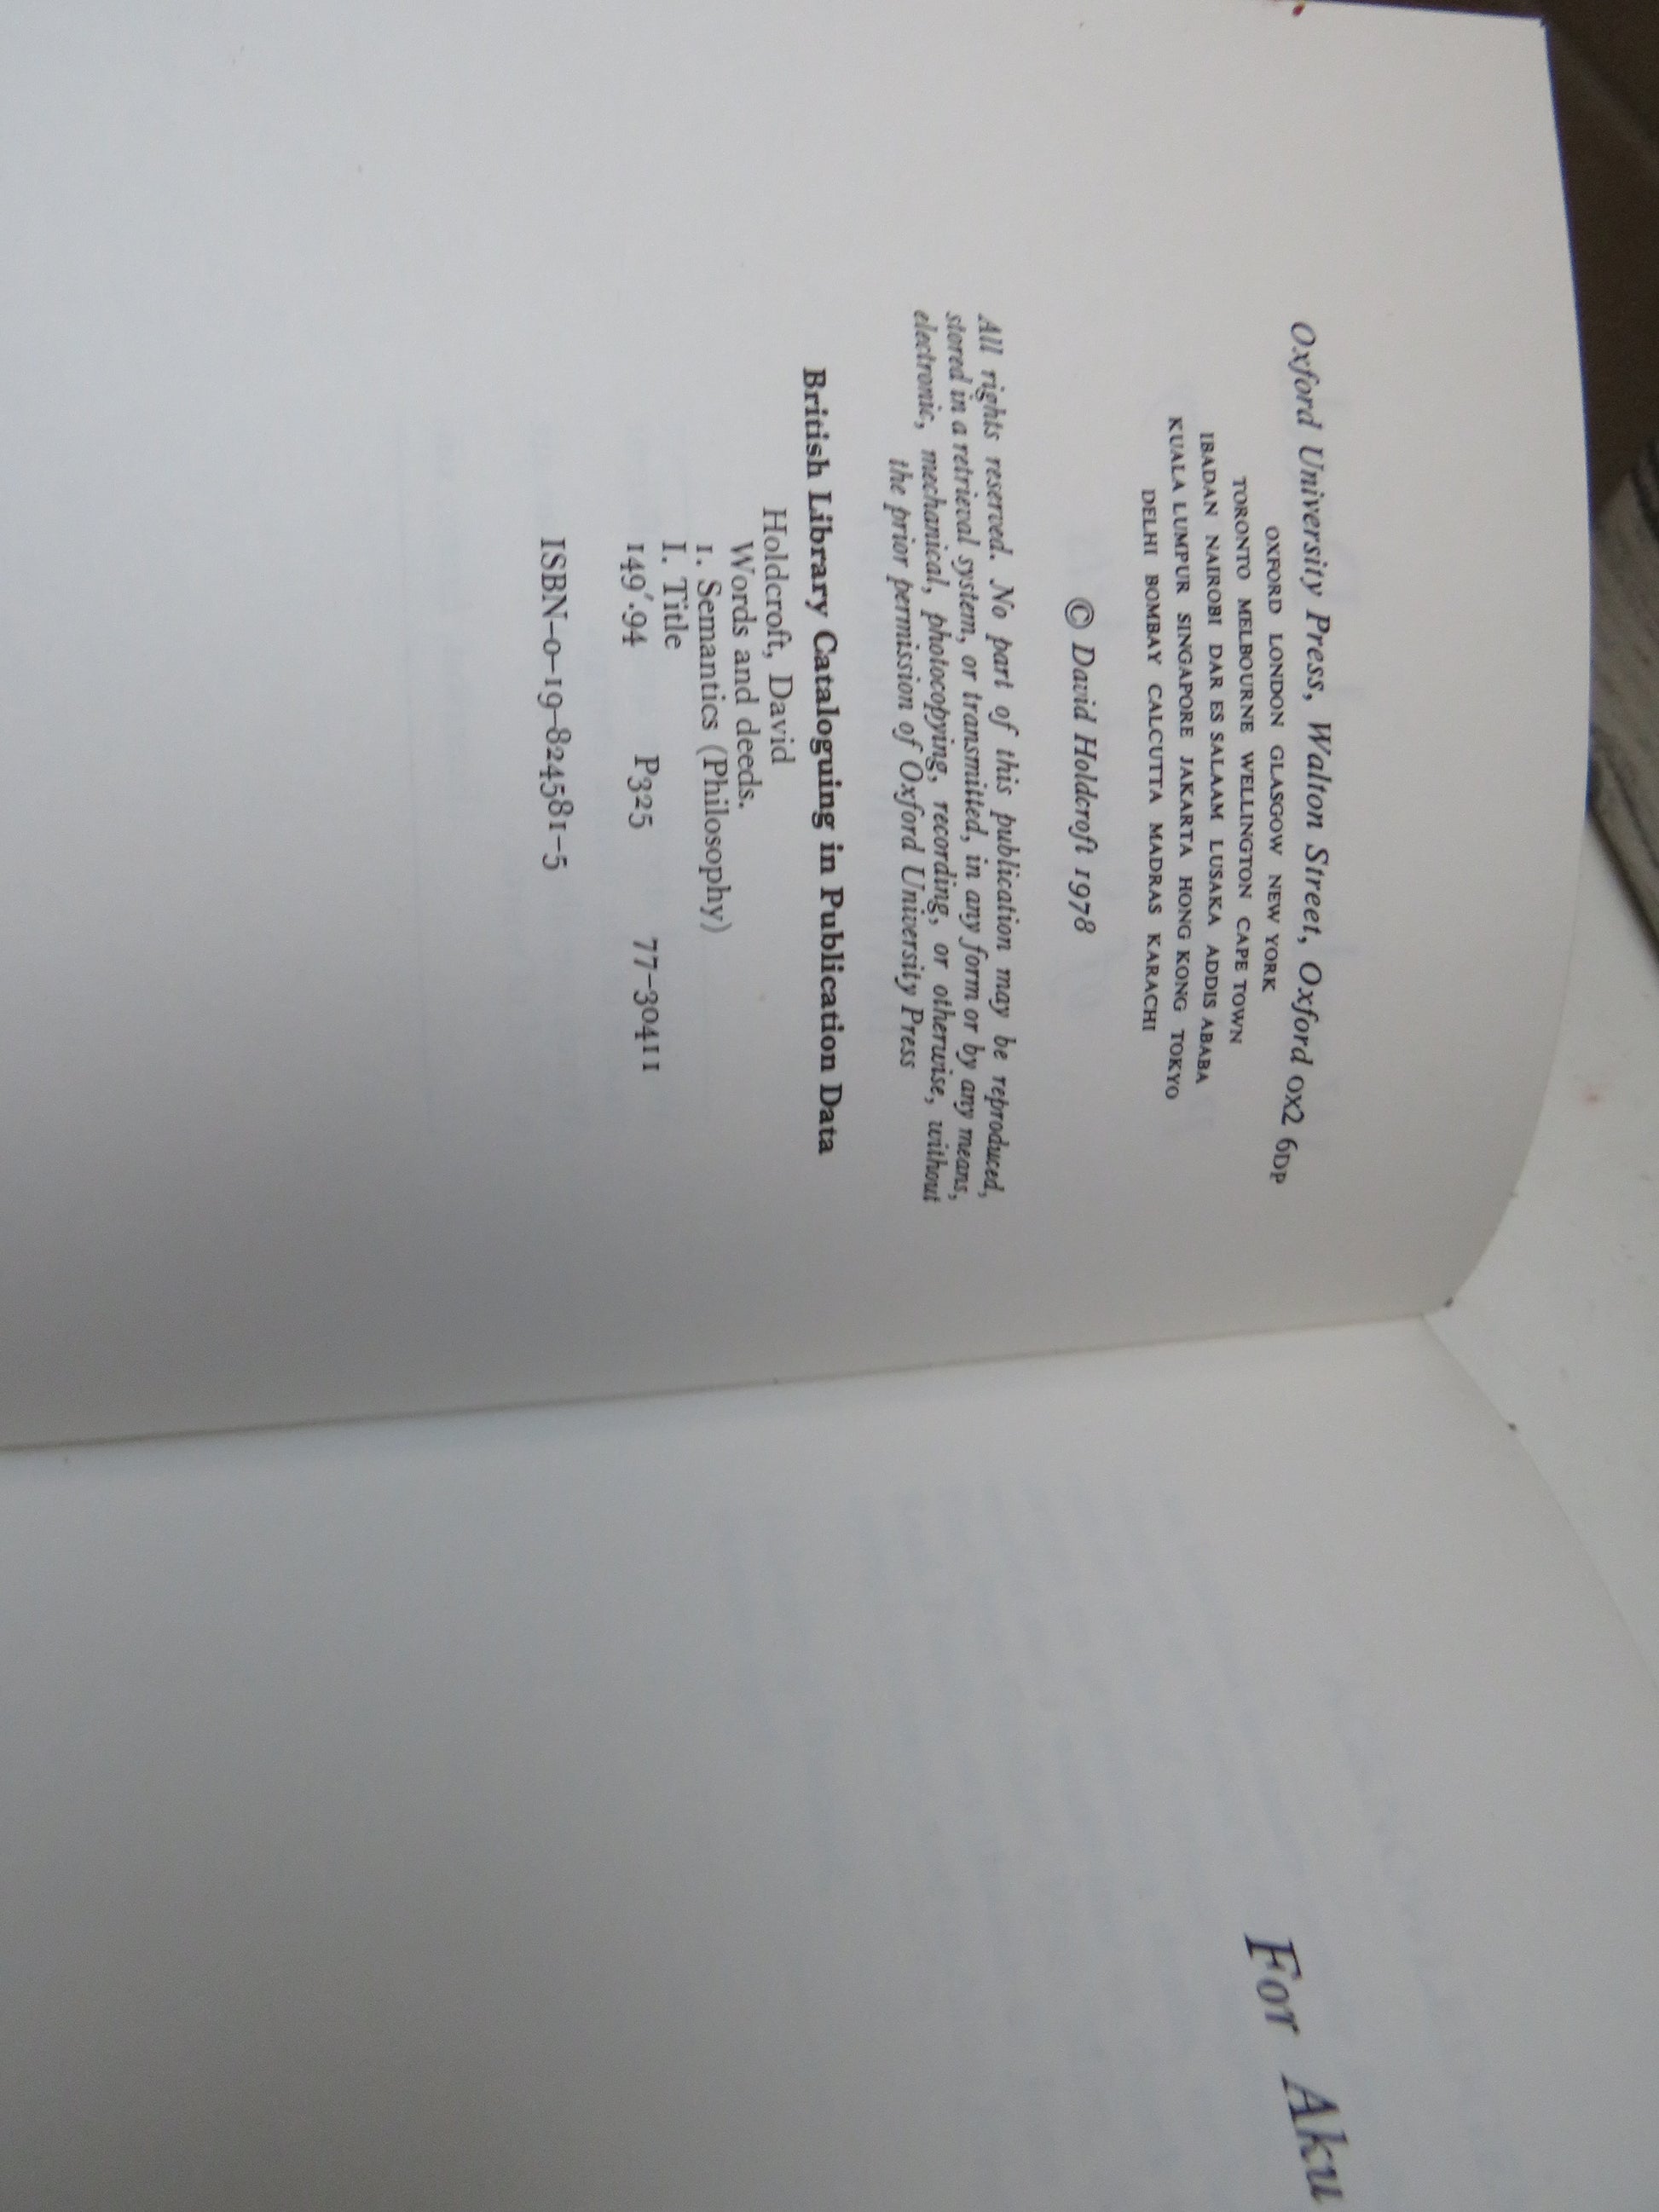 Oxford University Press, Walton Street, Oxford OX2 6DP
OXFORD LONDON GLASGOW NEW YORK
TORONTO MELBOURNE WELLINGTON CAPE TOWN
IBADAN NAIROBI DAR ES SALAAM LUSAKA ADDIS ABABA
KUALA LUMPUR SINGAPORE JAKARTA HONG KONG TOKYO
DELHI BOMBAY CALCUTTA MADRAS KARACHI
© David Holdcroft 1978
All rights reserved. No part of this publication may be reproduced,
stored in a retrieval system, or transmitted, in any form or by any means,
electronic, mechanical, photocopying, recording, or otherwise, without
the prior permission of Oxford University Press
British Library Cataloguing in Publication Data
Holdcroft, David
Words and deeds.
1. Semantics (Philosophy)
I. Title
149'.94 P325 77-30411
ISBN-0-19-824581-5
For Aku